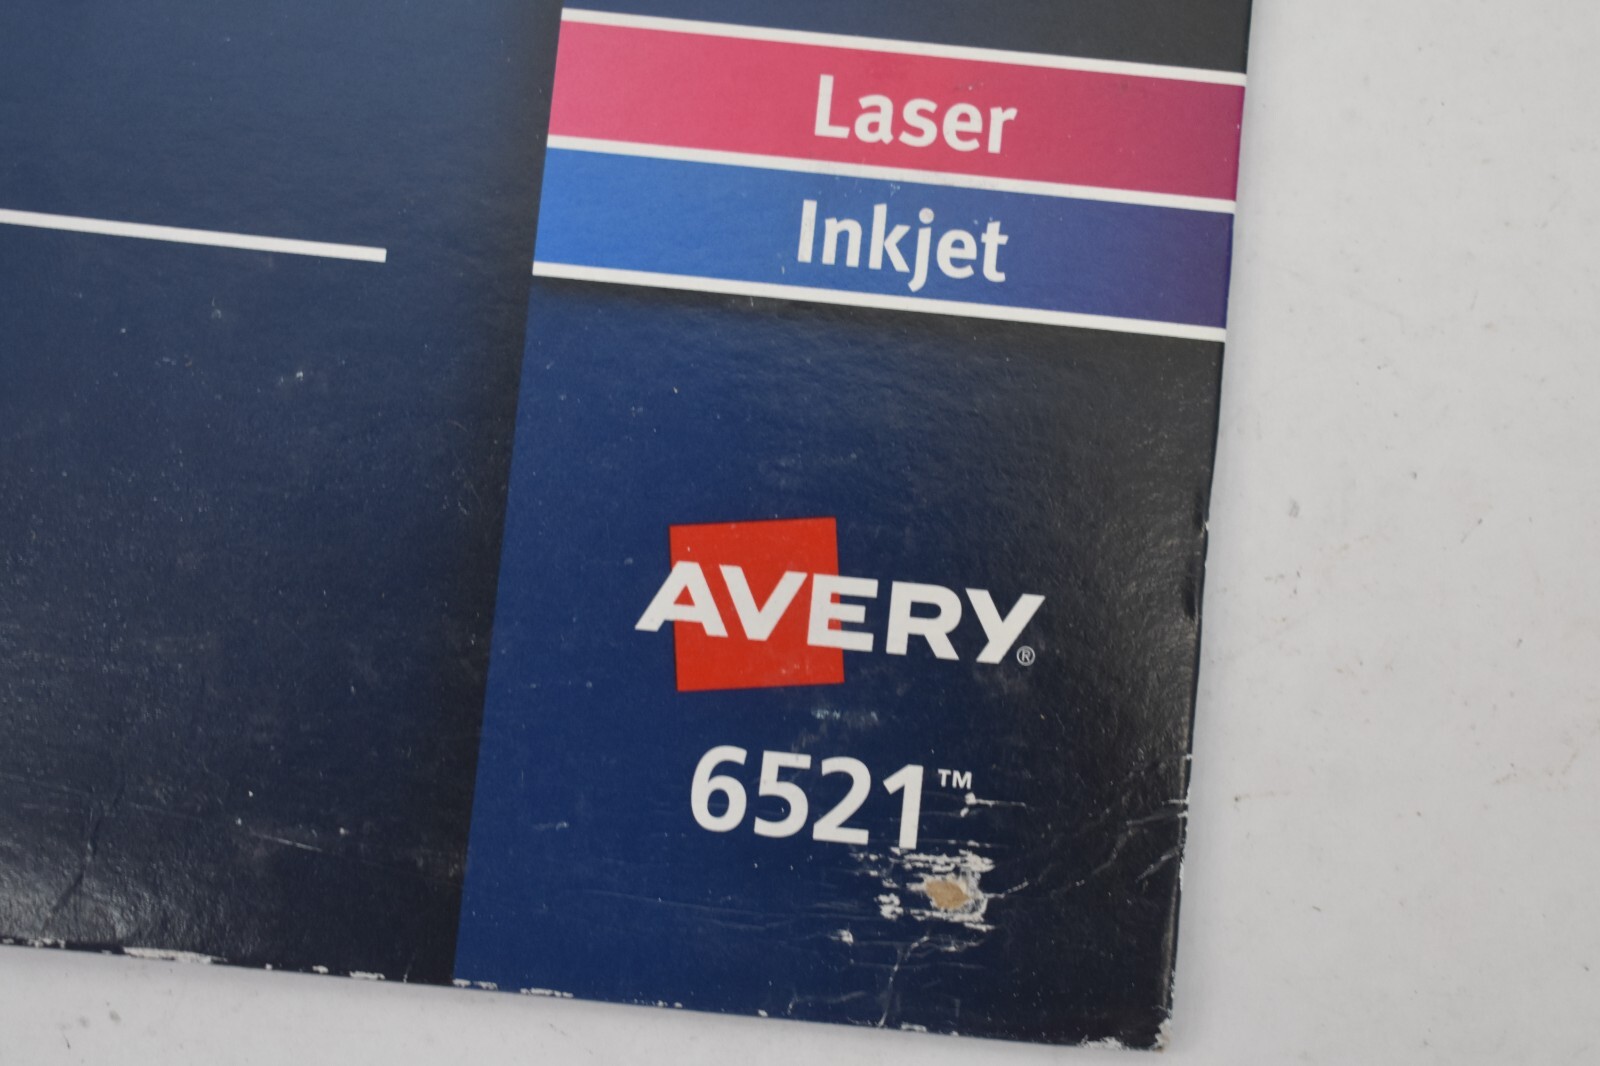 Laser
Inkjet
AVERY®
6521™